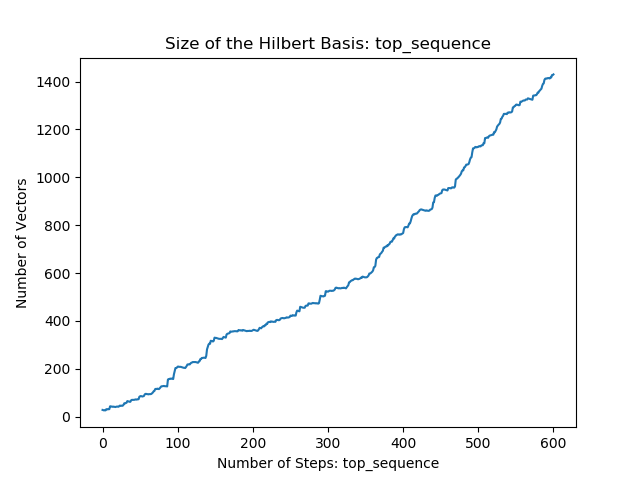 Size of the Hilbert Basis: top_sequence
Number of Vectors
1400
1200
1000
800
600
400
200
0
0 100 200 300 400 500 600
Number of Steps: top_sequence